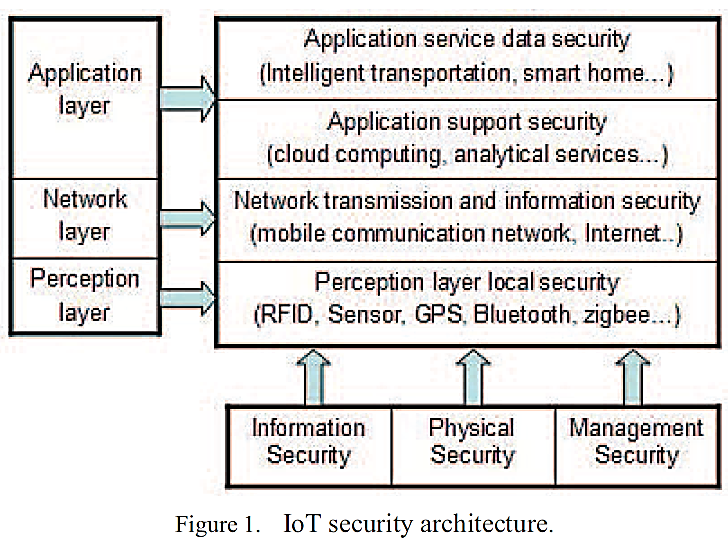 Application
layer
Network
layer
Perception
layer
Application service data security
(Intelligent transportation, smart home...)
Application support security
(cloud computing, analytical services...)
Network transmission and information security
(mobile communication network, Internet..)
Perception layer local security
(RFID, Sensor, GPS, Bluetooth, zigbee...)
Information
Security
Physical
Security
Management
Security
Figure 1. IoT security architecture.